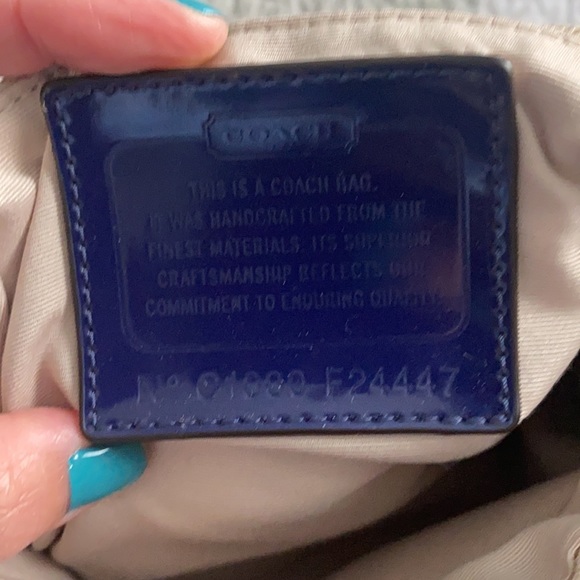 COACH
THIS IS A COACH BAG.
IT WAS HANDCRAFTED FROM THE
FINEST MATERIALS. ITS SUPERIOR
CRAFTSMANSHIP REFLECTS OUR
COMMITMENT TO ENDURING QUALITY.
Nº F24447